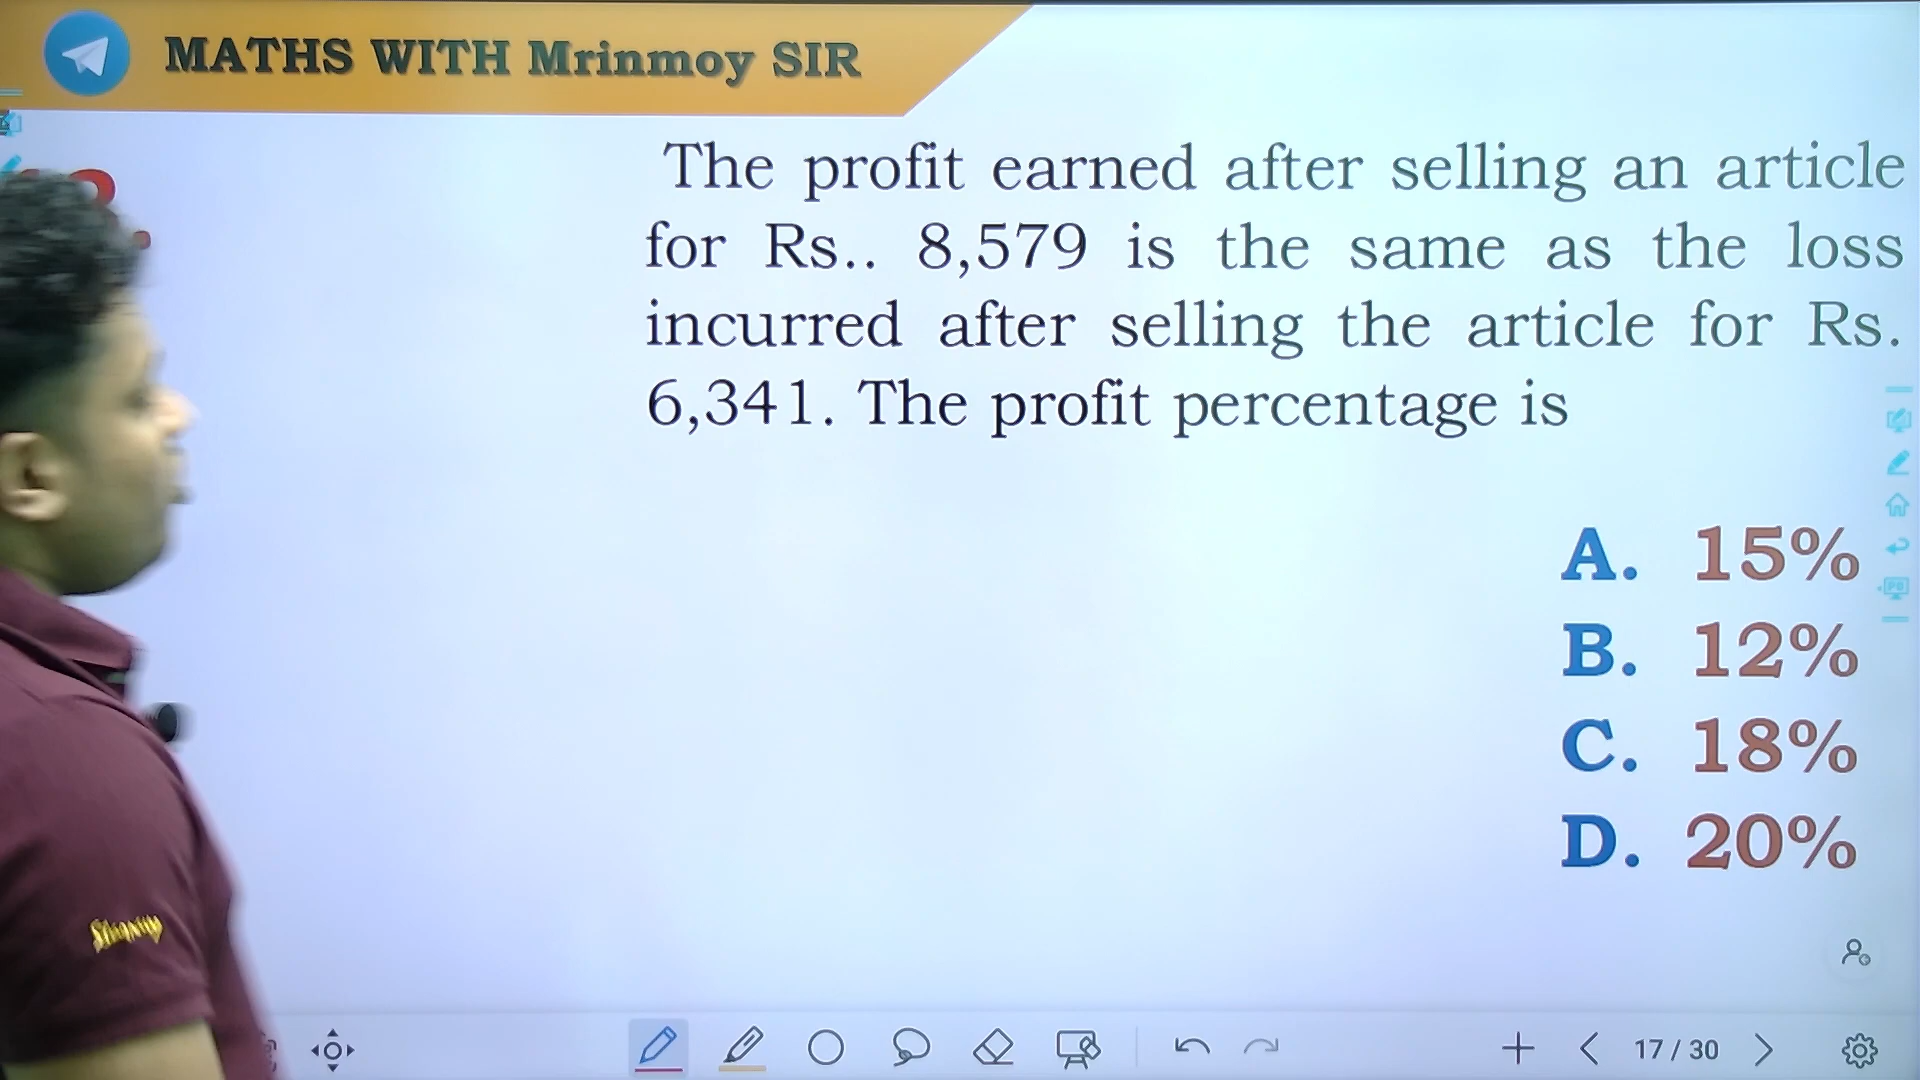 MATHS WITH Mrinmoy SIR
The profit earned after selling an article
for Rs.. 8,579 is the same as the loss
incurred after selling the article for Rs.
6,341. The profit percentage is
A. 15%
B. 12%
C. 18%
D. 20%
17 / 30